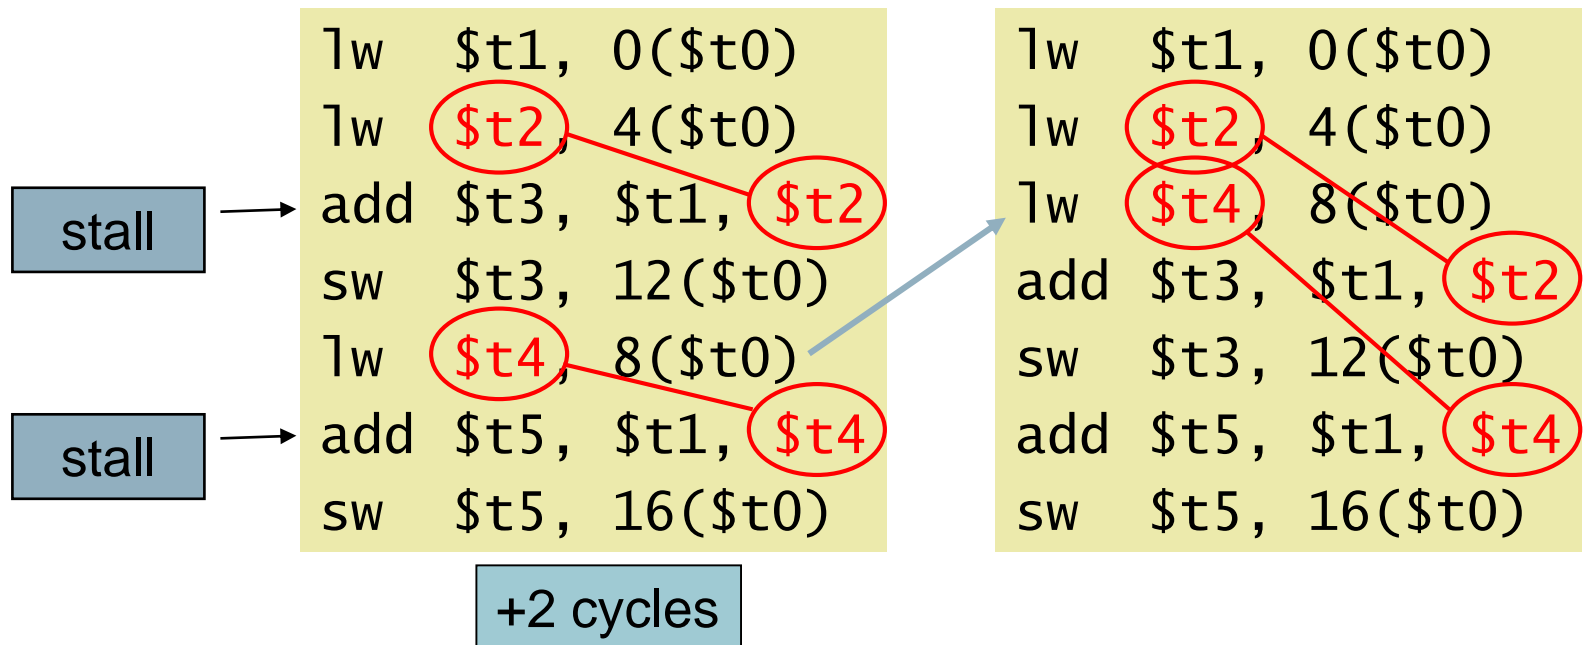 lw $t1, 0($t0)
lw $t2, 4($t0)
add $t3, $t1, $t2
sw $t3, 12($t0)
lw $t4, 8($t0)
add $t5, $t1, $t4
sw $t5, 16($t0)
stall
stall
+2 cycles
lw $t1, 0($t0)
lw $t2, 4($t0)
lw $t4, 8($t0)
add $t3, $t1, $t2
sw $t3, 12($t0)
add $t5, $t1, $t4
sw $t5, 16($t0)